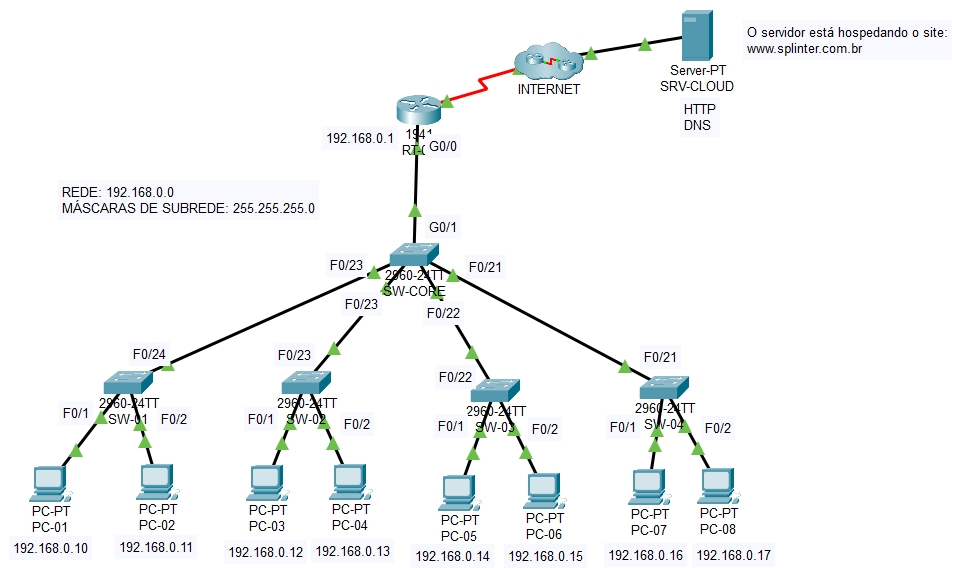 O servidor está hospedando o site:
www.splinter.com.br
Server-PT
SRV-CLOUD
HTTP
DNS
INTERNET
192.168.0.1
G0/0
REDE: 192.168.0.0
MÁSCARAS DE SUBREDE: 255.255.255.0
G0/1
F0/23
2960-24TT
SW-CORE
F0/21
F0/23
F0/22
F0/24
2960-24TT
SW-01
F0/1
F0/2
F0/23
2960-24TT
SW-02
F0/1
F0/2
F0/22
2960-24TT
SW-03
F0/1
F0/2
F0/21
2960-24TT
SW-04
F0/1
F0/2
PC-PT
PC-01
192.168.0.10
PC-PT
PC-02
192.168.0.11
PC-PT
PC-03
192.168.0.12
PC-PT
PC-04
192.168.0.13
PC-PT
PC-05
192.168.0.14
PC-PT
PC-06
192.168.0.15
PC-PT
PC-07
192.168.0.16
PC-PT
PC-08
192.168.0.17